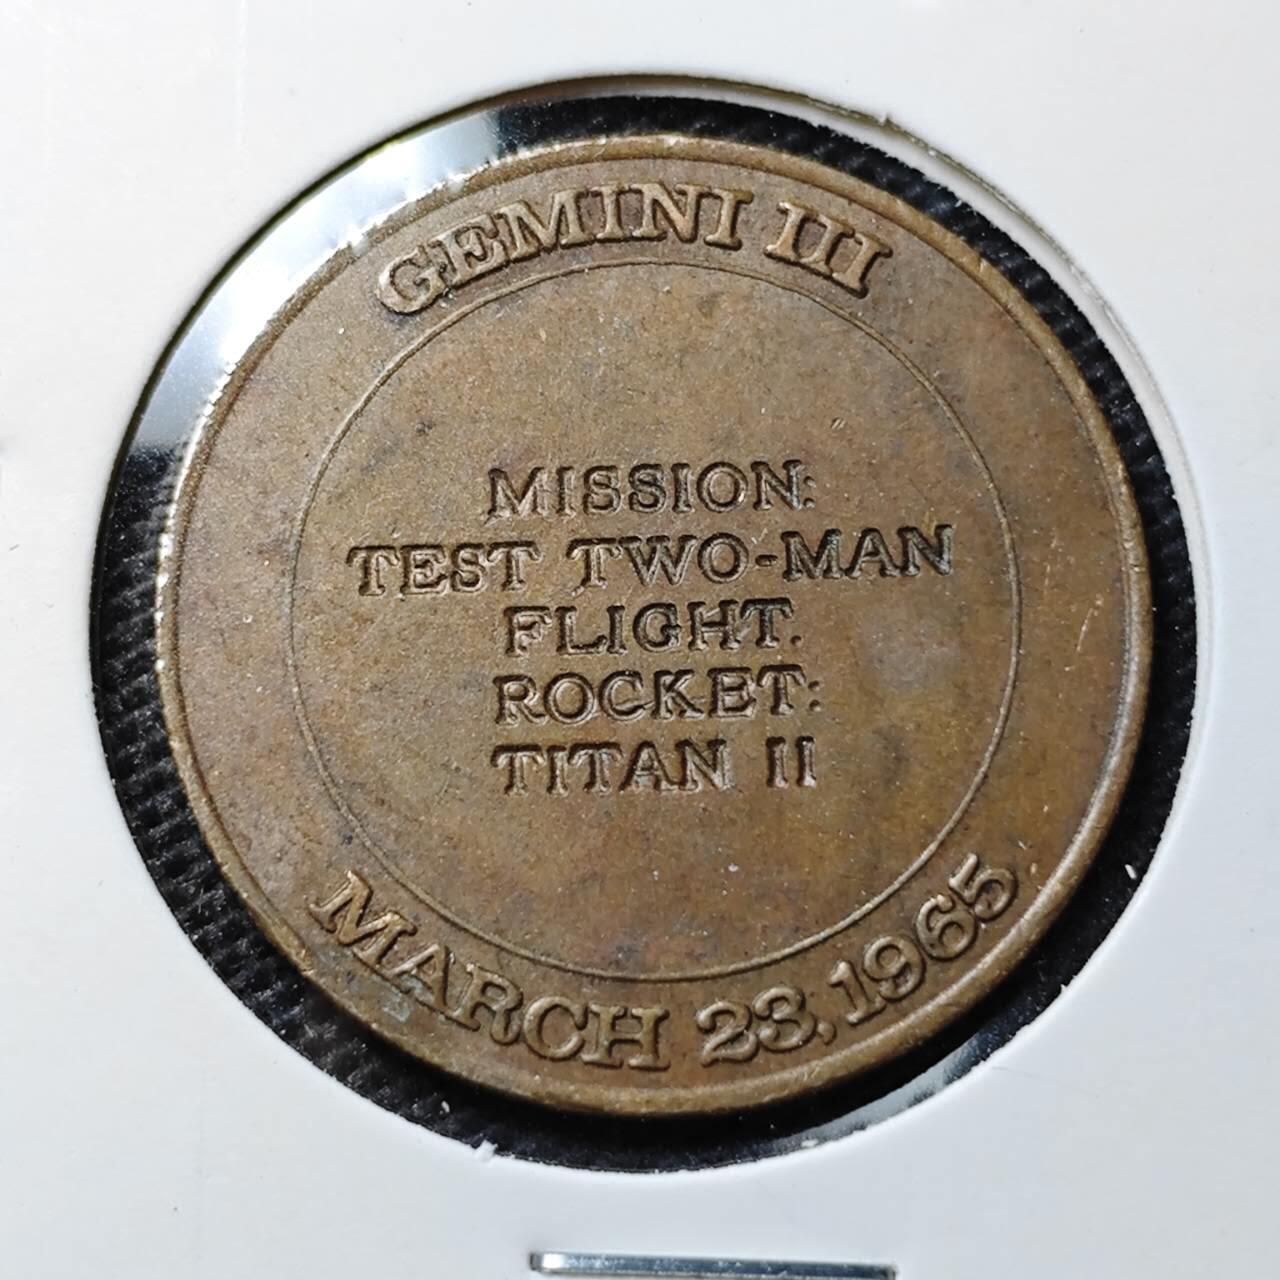 GEMINI III
MISSION:
TEST TWO-MAN
FLIGHT.
ROCKET:
TITAN II
MARCH 23, 1965